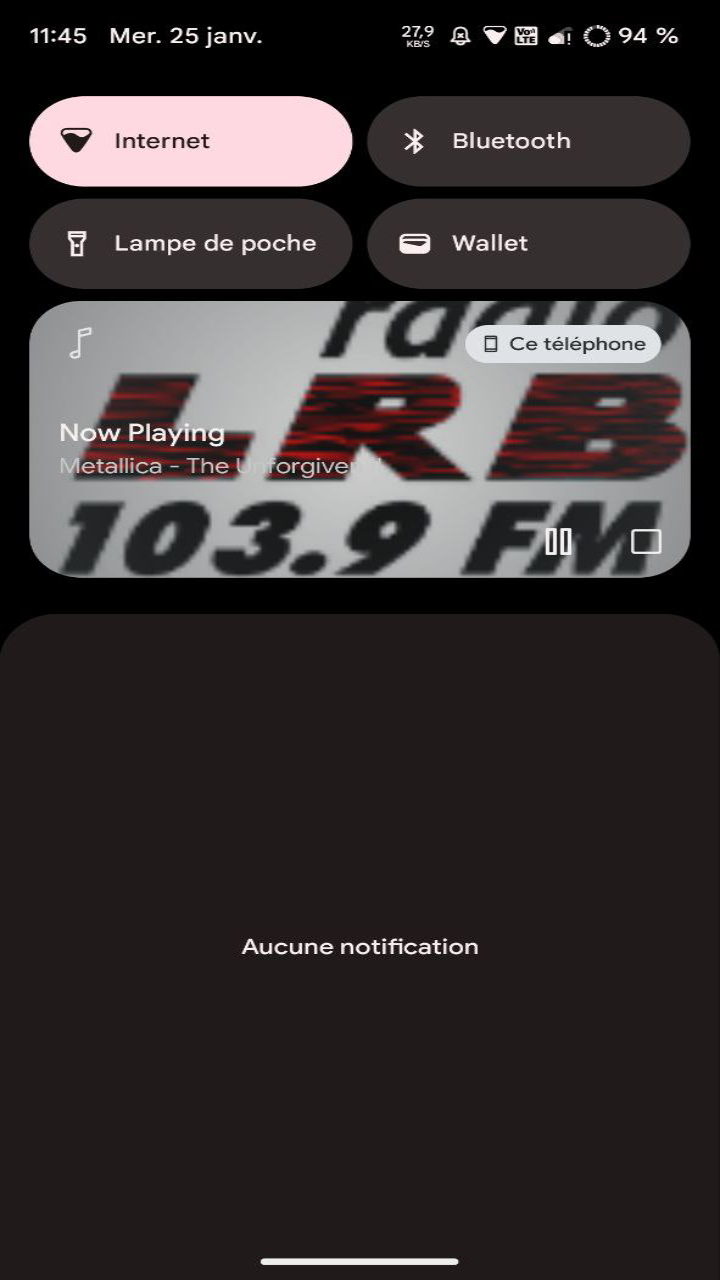 11:45 Mer. 25 janv. 27,9 KB/S Vo LTE 94 %
Internet Bluetooth
Lampe de poche Wallet
radio
Ce téléphone
LRB
Now Playing
Metallica - The Unforgiven
103.9 FM
Aucune notification